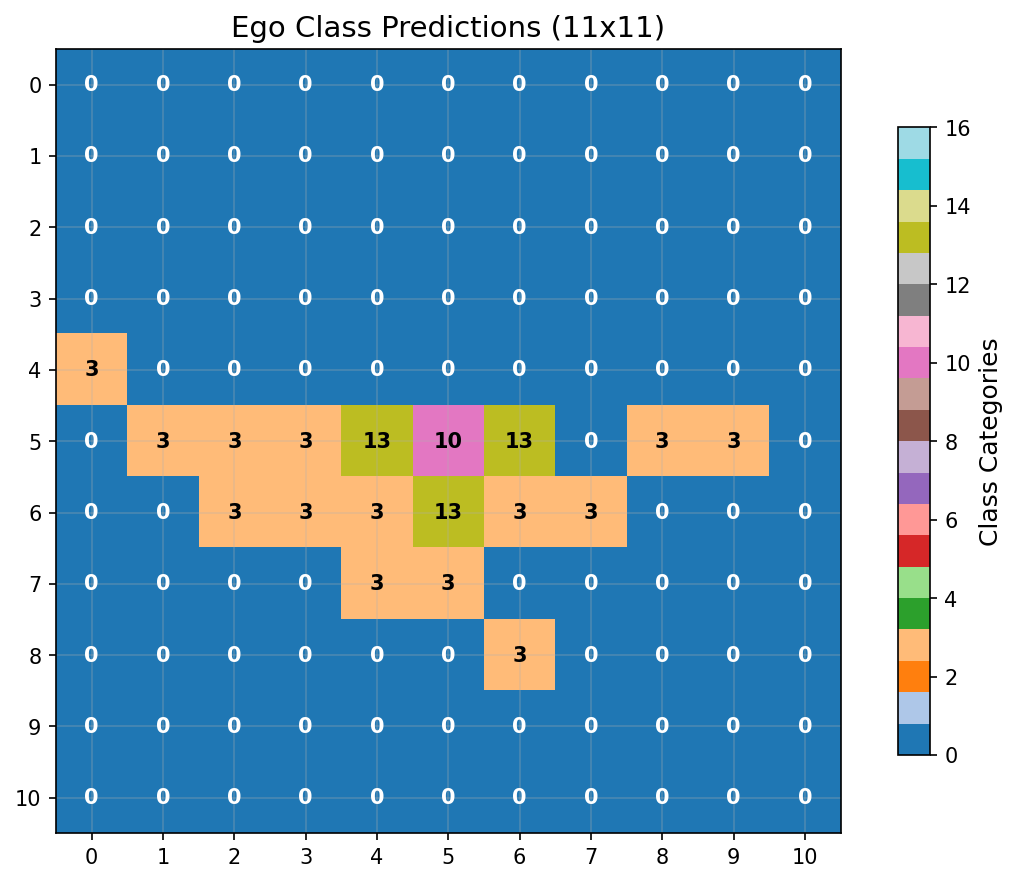 Ego Class Predictions (11x11)
0 0 0 0 0 0 0 0 0 0 0 0
1 0 0 0 0 0 0 0 0 0 0 0
2 0 0 0 0 0 0 0 0 0 0 0
3 0 0 0 0 0 0 0 0 0 0 0
4 3 0 0 0 0 0 0 0 0 0 0
5 0 3 3 3 13 10 13 0 3 3 0
6 0 0 3 3 3 13 3 3 0 0 0
7 0 0 0 0 3 3 0 0 0 0 0
8 0 0 0 0 0 0 3 0 0 0 0
9 0 0 0 0 0 0 0 0 0 0 0
10 0 0 0 0 0 0 0 0 0 0 0
0 1 2 3 4 5 6 7 8 9 10
16
14
12
10
8
6
4
2
0
Class Categories